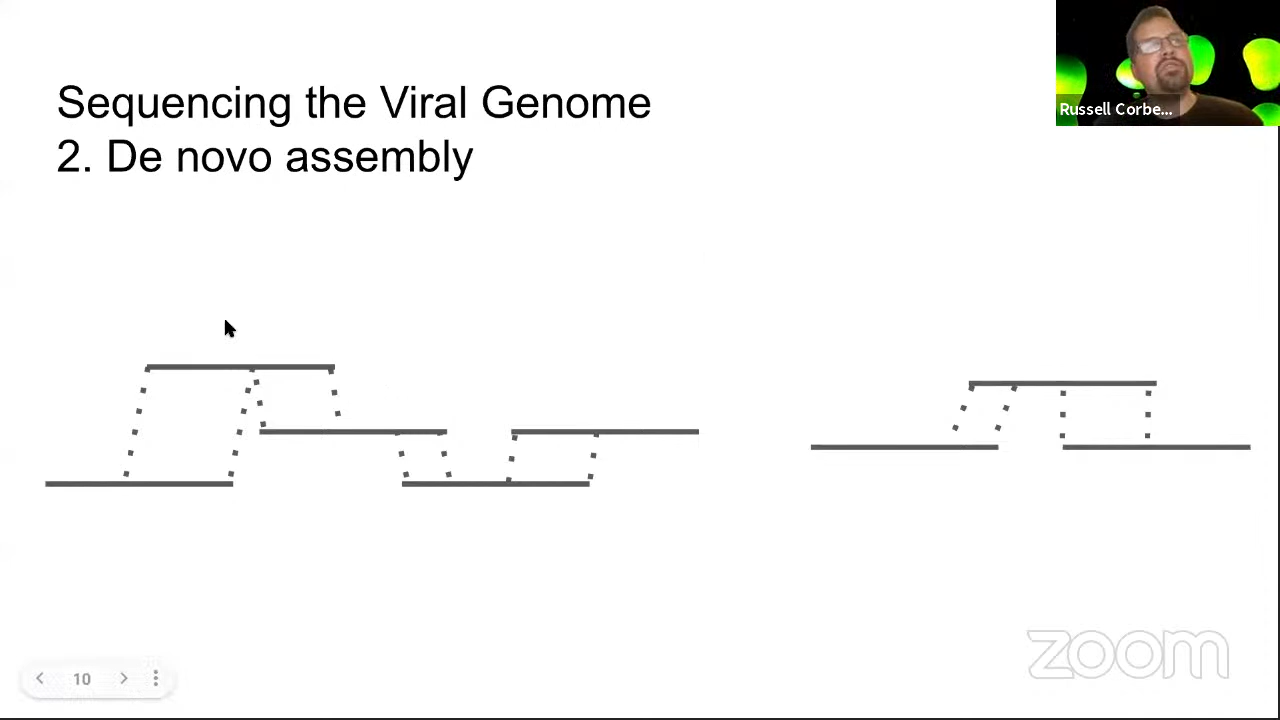 Sequencing the Viral Genome
2. De novo assembly
Russell Corbe...
10
zoom